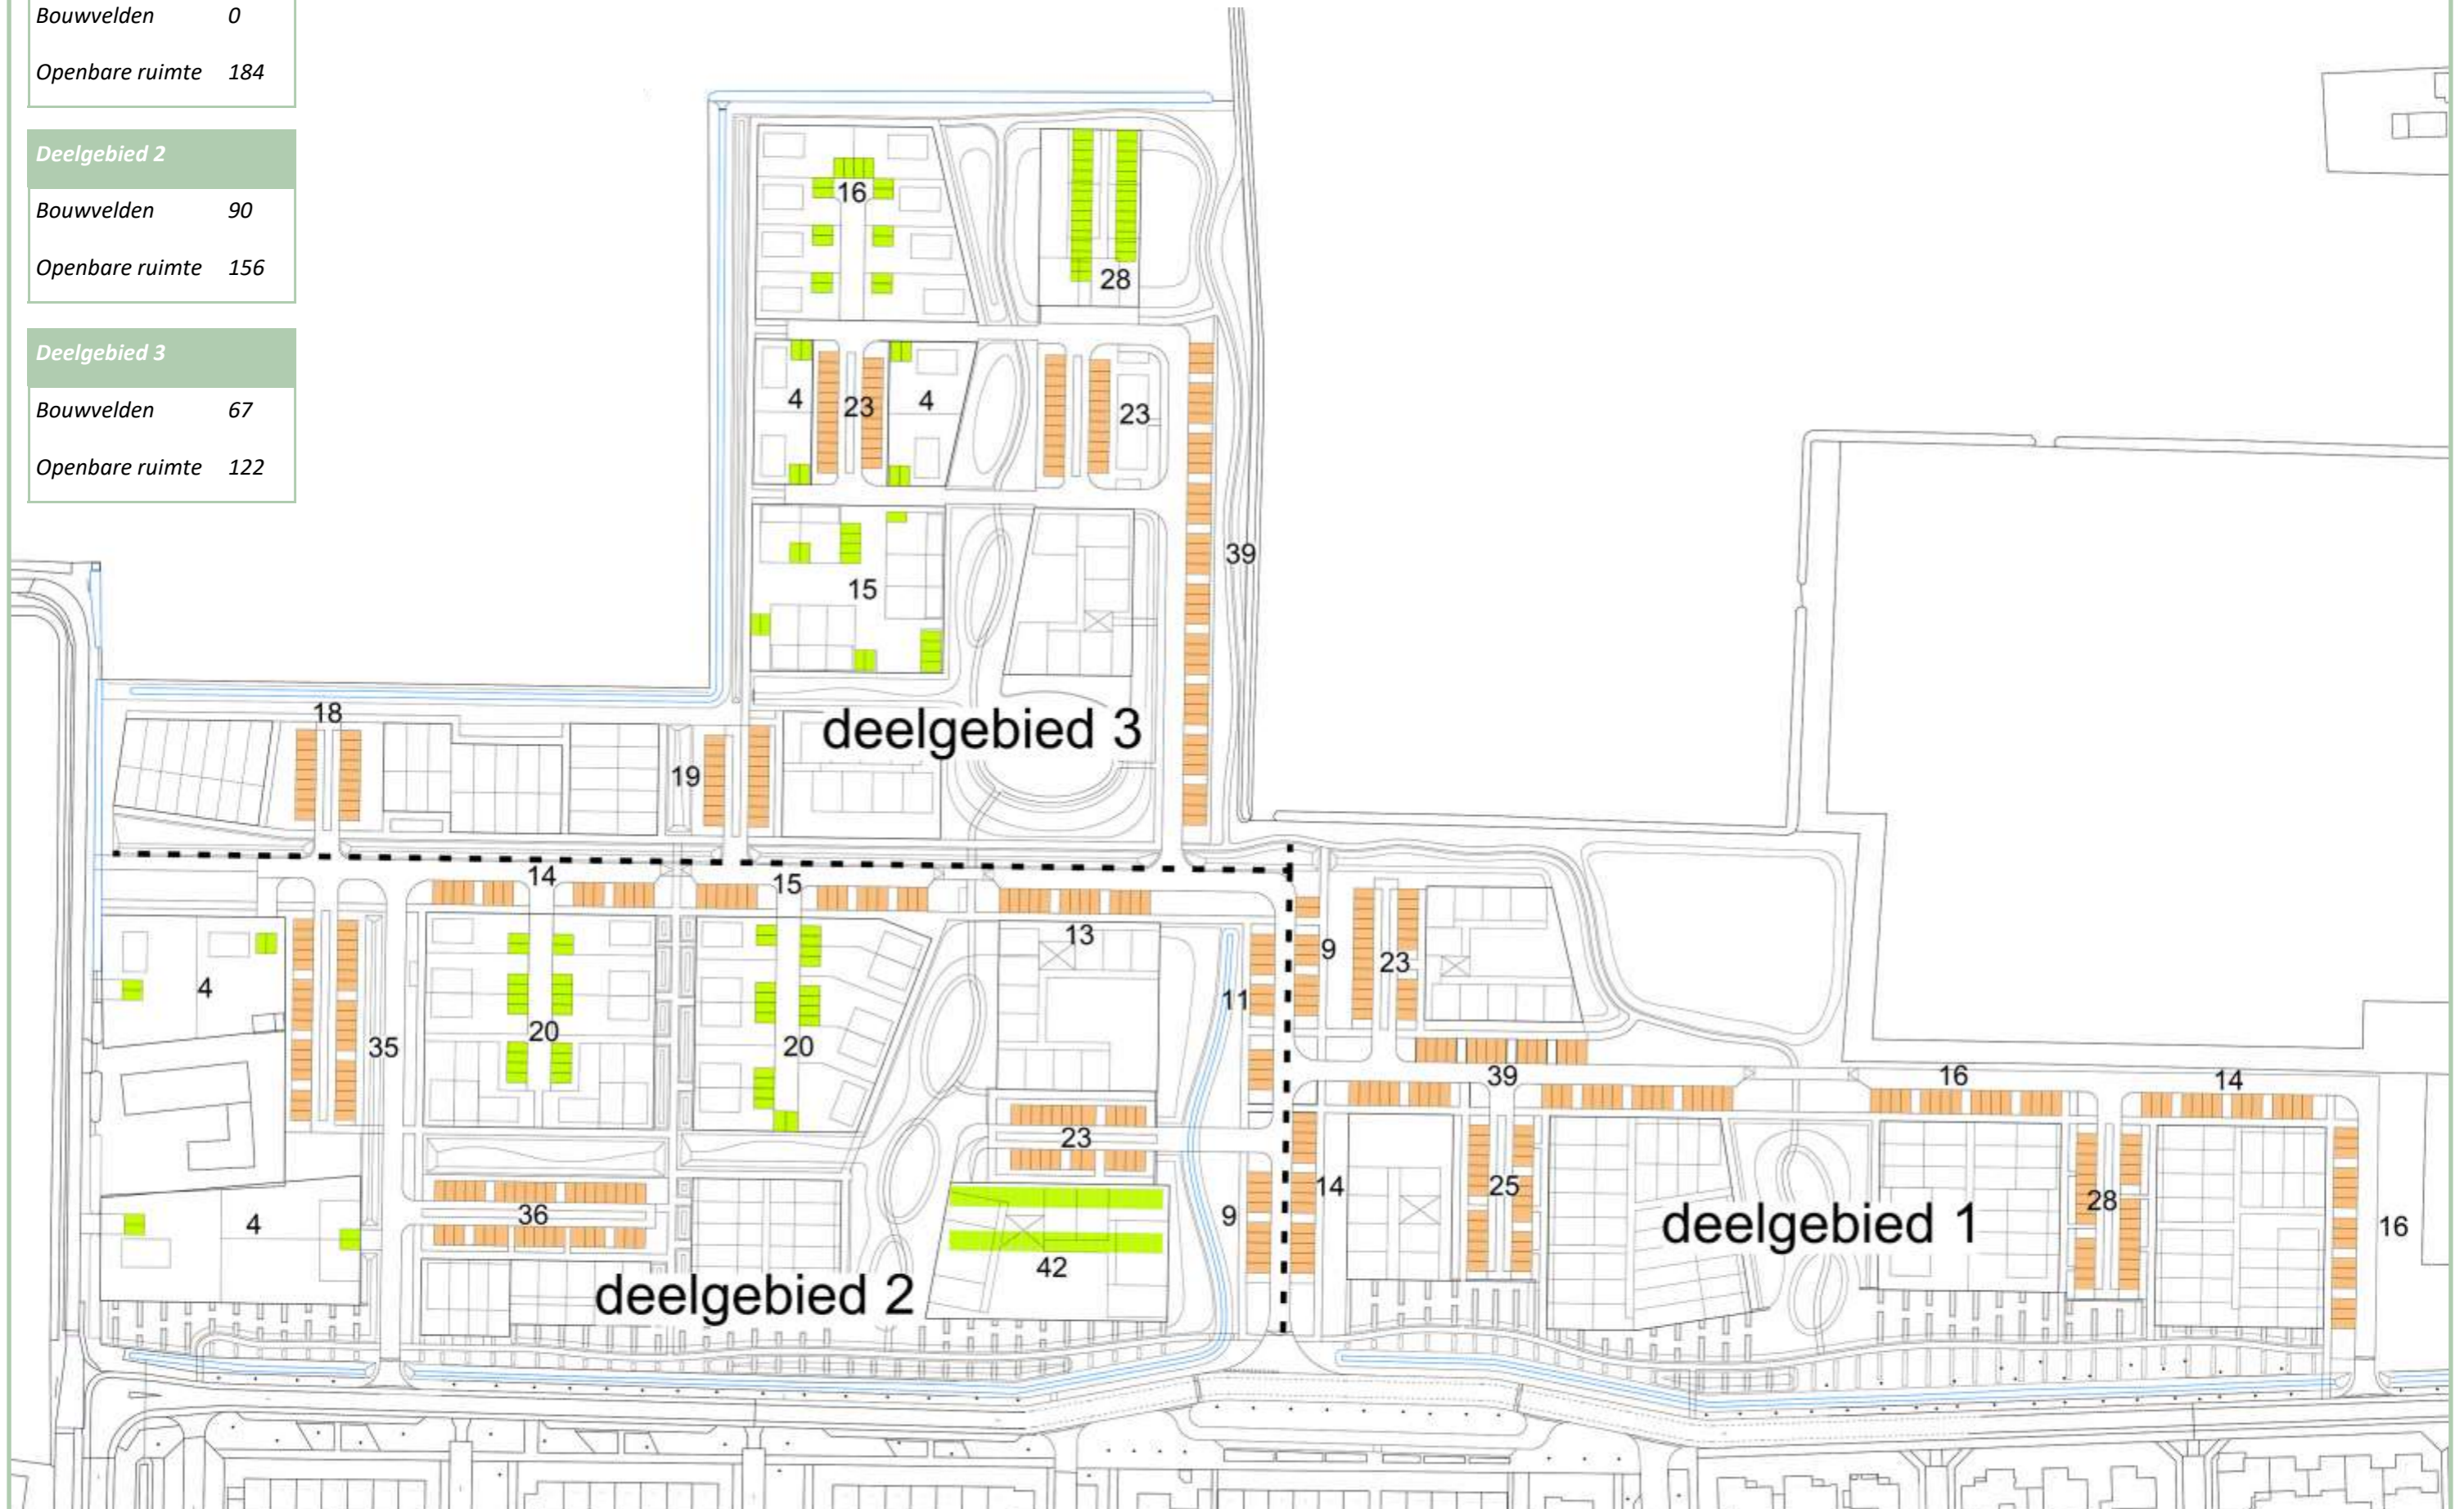 Bouwvelden 0
Openbare ruimte 184
Deelgebied 2
Bouwvelden 90
Openbare ruimte 156
Deelgebied 3
Bouwvelden 67
Openbare ruimte 122
16
28
4
23
4
23
39
15
18
deelgebied 3
19
14
15
13
9
23
4
11
35
20
20
39
16
14
23
14
25
28
36
9
4
deelgebied 1
16
42
deelgebied 2